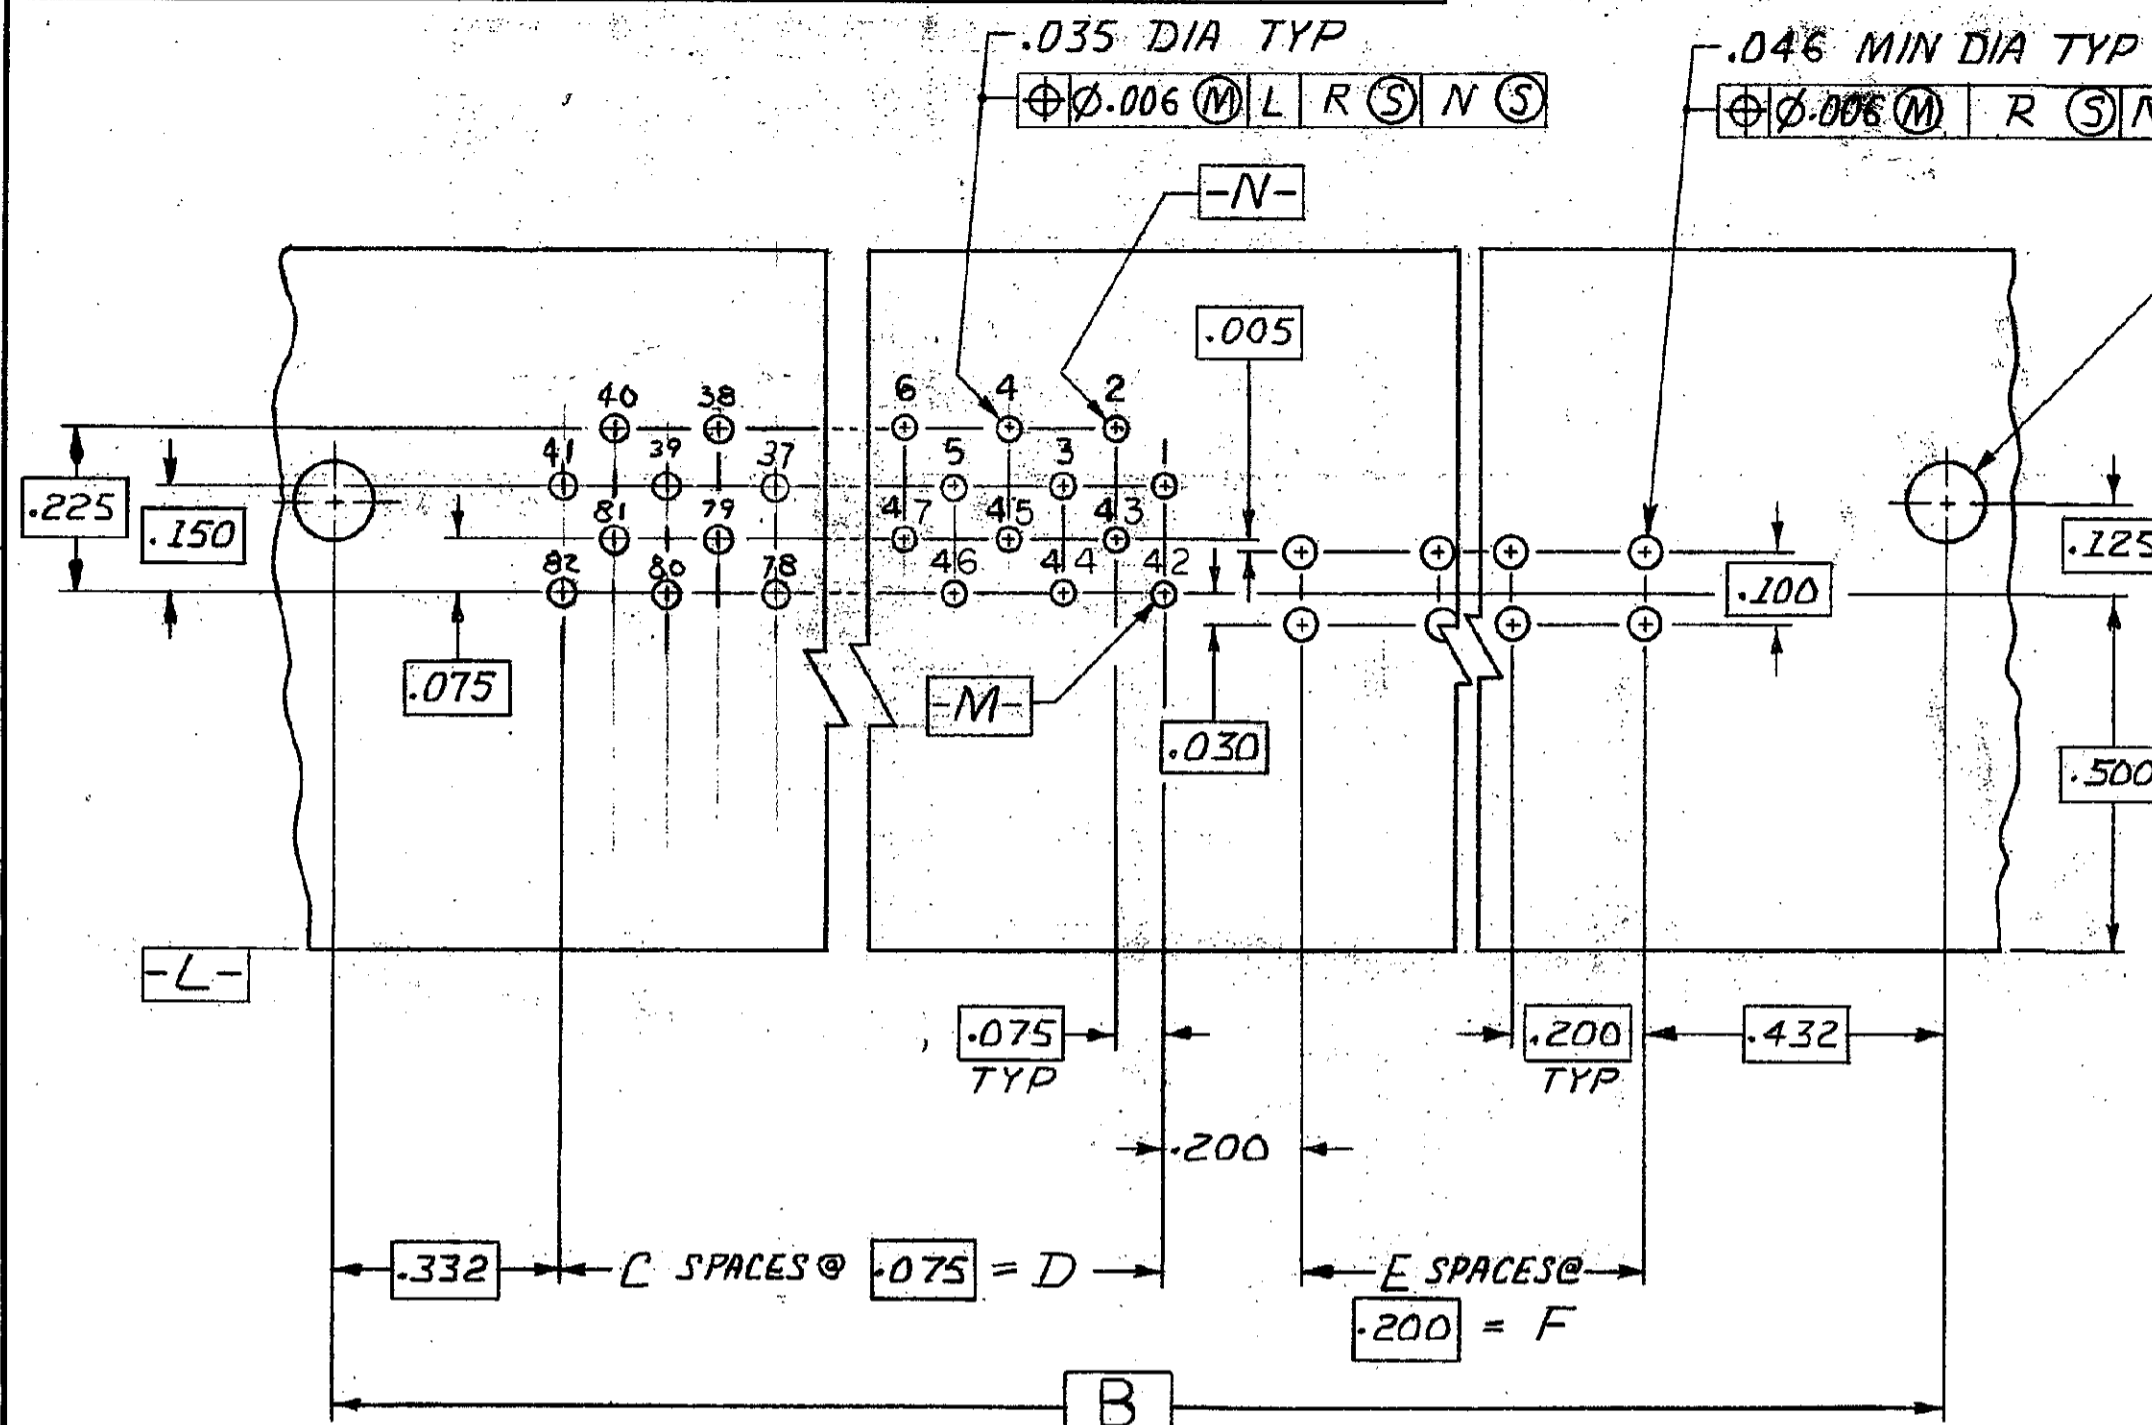 .035 DIA TYP
⌖ Ø.006 Ⓜ L R Ⓢ N Ⓢ
.046 MIN DIA TYP
⌖ Ø.006 Ⓜ R Ⓢ N
-N-
.005
40 38 6 4 2
41 39 37 5 3 1
.225
.150
81 79 47 45 43
82 80 78 46 44 42
.125
.100
.075
-M-
.030
.500
-L-
.075
TYP
.200
TYP
.432
.200
.332
C SPACES@ .075 = D
E SPACES@
.200 = F
B